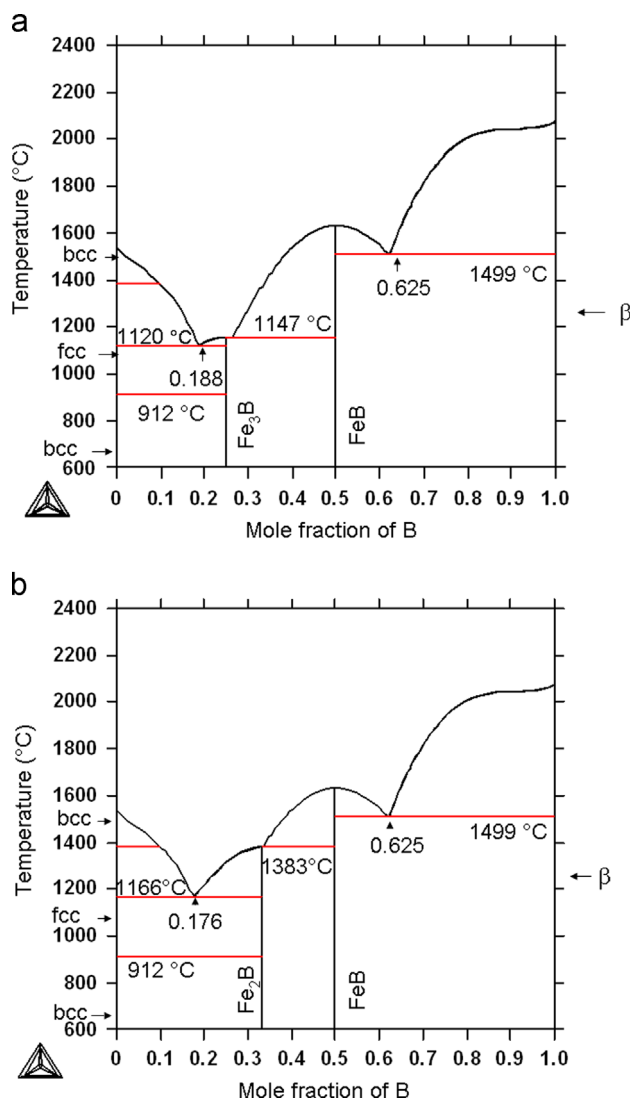 a
2400
2200
2000
1800
1600
1400
1200
1000
800
600
Temperature (°C)
bcc
fcc
bcc
1120 °C
0.188
912 °C
1147 °C
Fe3B
FeB
0.625
1499 °C
β
0 0.1 0.2 0.3 0.4 0.5 0.6 0.7 0.8 0.9 1.0
Mole fraction of B
b
2400
2200
2000
1800
1600
1400
1200
1000
800
600
Temperature (°C)
bcc
fcc
bcc
1166°C
0.176
912 °C
1383°C
Fe2B
FeB
0.625
1499 °C
β
0 0.1 0.2 0.3 0.4 0.5 0.6 0.7 0.8 0.9 1.0
Mole fraction of B